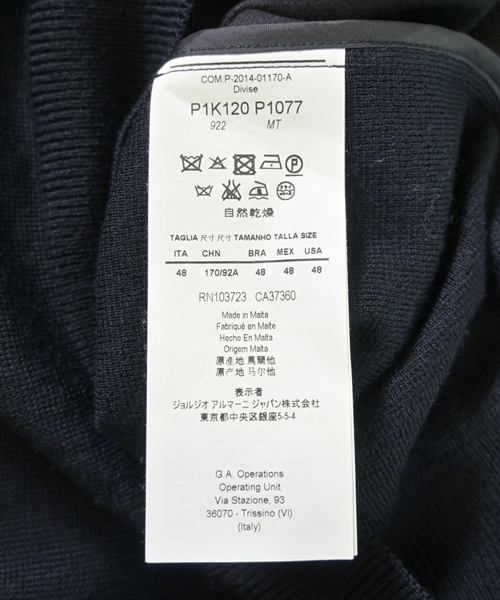 COM.P-2014-01170-A
Divise
P1K120 P1077
922 MT
P
ドライ
自然乾燥
TAGLIA 尺寸 尺寸 TAMANHO TALLA SIZE
ITA CHN BRA MEX USA
48 170/92A 48 48 48
RN103723 CA37360
Made in Malta
Fabriqué en Malte
Hecho En Malta
Origem Malta
原產地 馬爾他
原产地 马尔他
表示者
ジョルジオ アルマーニ ジャパン株式会社
東京都中央区銀座5-5-4
G.A. Operations
Operating Unit
Via Stazione, 93
36070 - Trissino (VI)
(Italy)